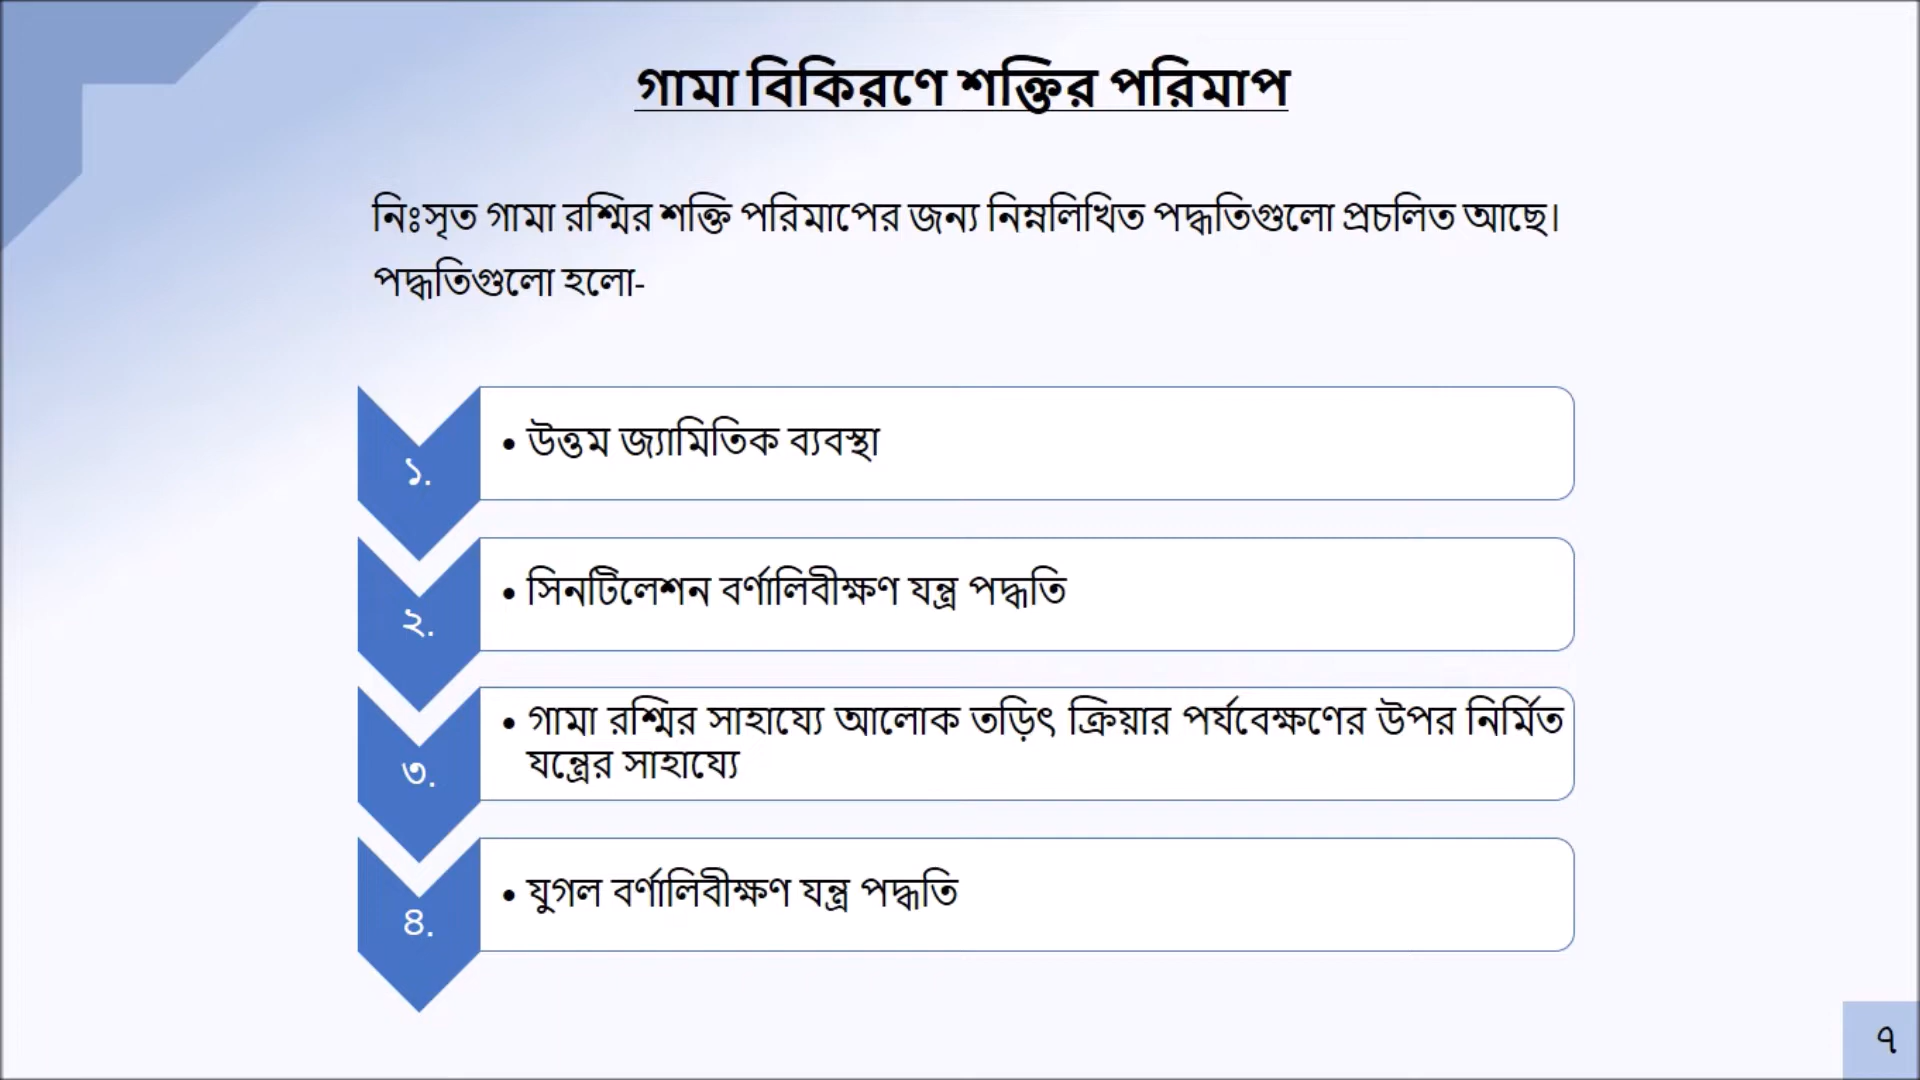 গামা বিকিরণে শক্তির পরিমাপ
নিঃসৃত গামা রশ্মির শক্তি পরিমাপের জন্য নিম্নলিখিত পদ্ধতিগুলো প্রচলিত আছে।
পদ্ধতিগুলো হলো-
১.
• উত্তম জ্যামিতিক ব্যবস্থা
২.
• সিনটিলেশন বর্ণালিবীক্ষণ যন্ত্র পদ্ধতি
৩.
• গামা রশ্মির সাহায্যে আলোক তড়িৎ ক্রিয়ার পর্যবেক্ষণের উপর নির্মিত
যন্ত্রের সাহায্যে
৪.
• যুগল বর্ণালিবীক্ষণ যন্ত্র পদ্ধতি
৭